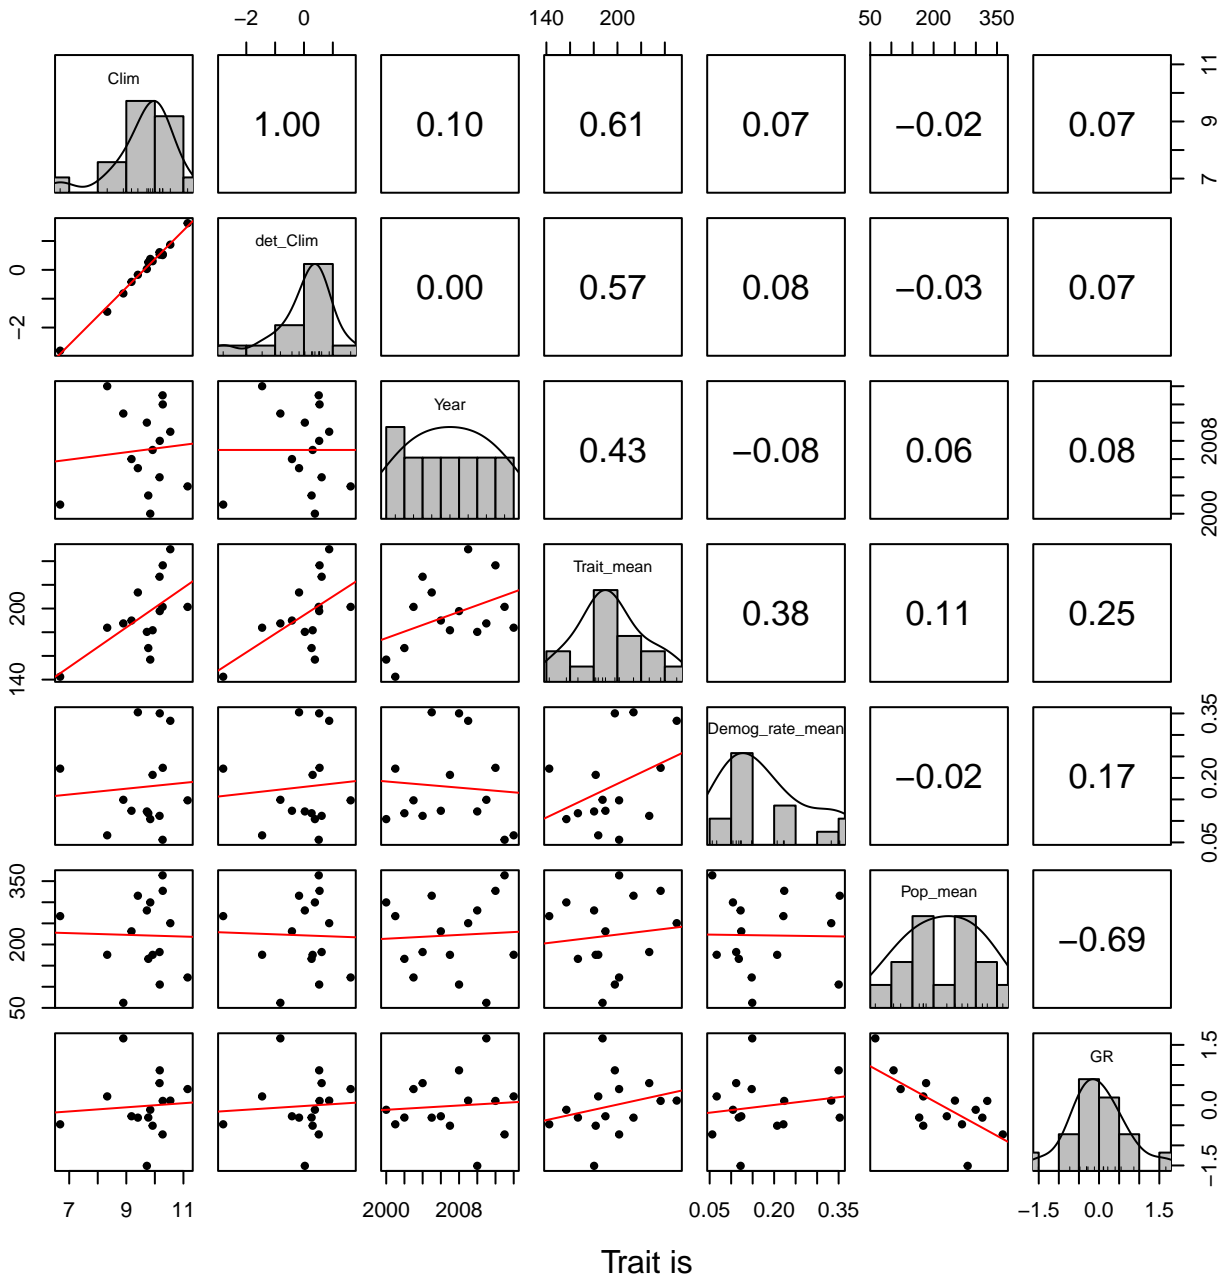 −2 0 140 200 50 200 350
Clim 1.00 0.10 0.61 0.07 −0.02 0.07 7 9 11
−2 0 det_Clim 0.00 0.57 0.08 −0.03 0.07
Year 0.43 −0.08 0.06 0.08 2000 2008
140 200 Trait_mean 0.38 0.11 0.25
Demog_rate_mean −0.02 0.17 0.05 0.20 0.35
50 200 350 Pop_mean −0.69
GR −1.5 0.0 1.5
7 9 11 2000 2008 0.05 0.20 0.35 −1.5 0.0 1.5
Trait is